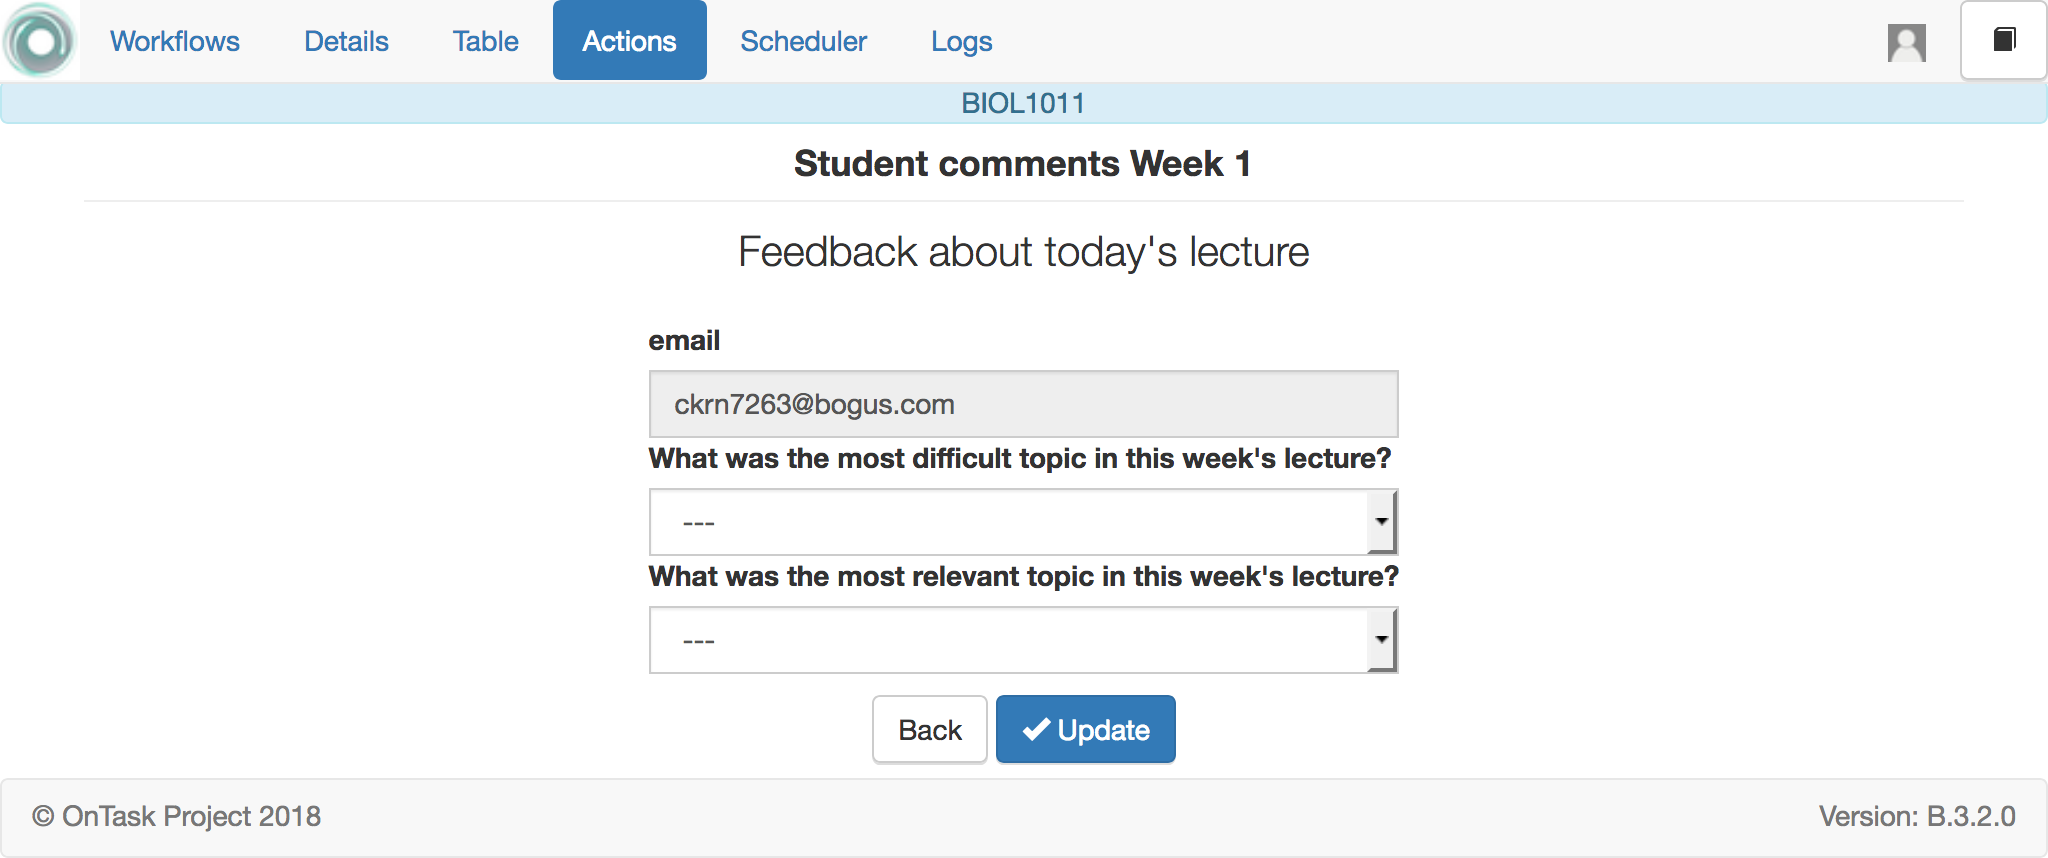 Workflows Details Table Actions Scheduler Logs
BIOL1011
Student comments Week 1
Feedback about today's lecture
email
ckrn7263@bogus.com
What was the most difficult topic in this week's lecture?
---
What was the most relevant topic in this week's lecture?
---
Back Update
© OnTask Project 2018 Version: B.3.2.0